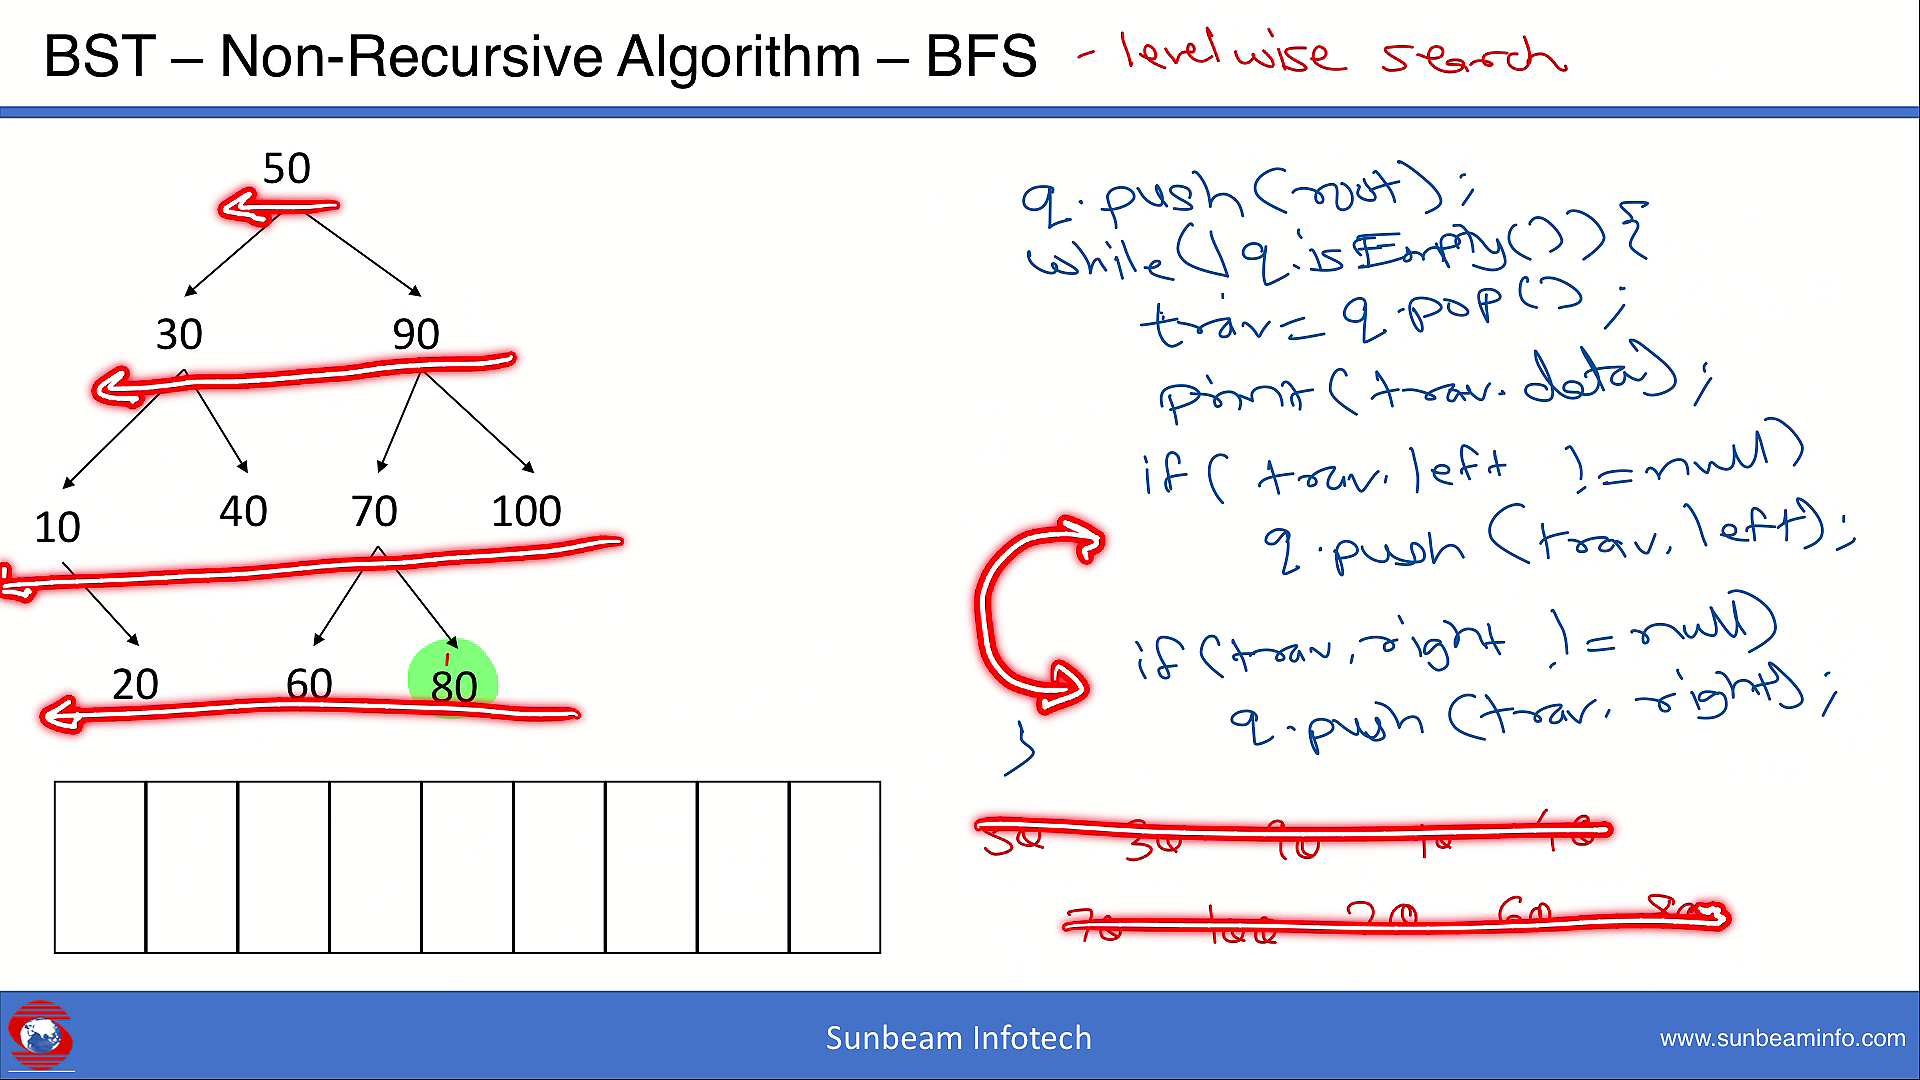 BST – Non-Recursive Algorithm – BFS - levelwise search
50
30 90
10 40 70 100
20 60 80
q.push(root);
while(!q.isEmpty()){
trav = q.pop();
print(trav.data);
if(trav.left != null)
q.push(trav.left);
if(trav.right != null)
q.push(trav.right);
}
50 30 90 10 40
70 100 20 60 80
Sunbeam Infotech
www.sunbeaminfo.com